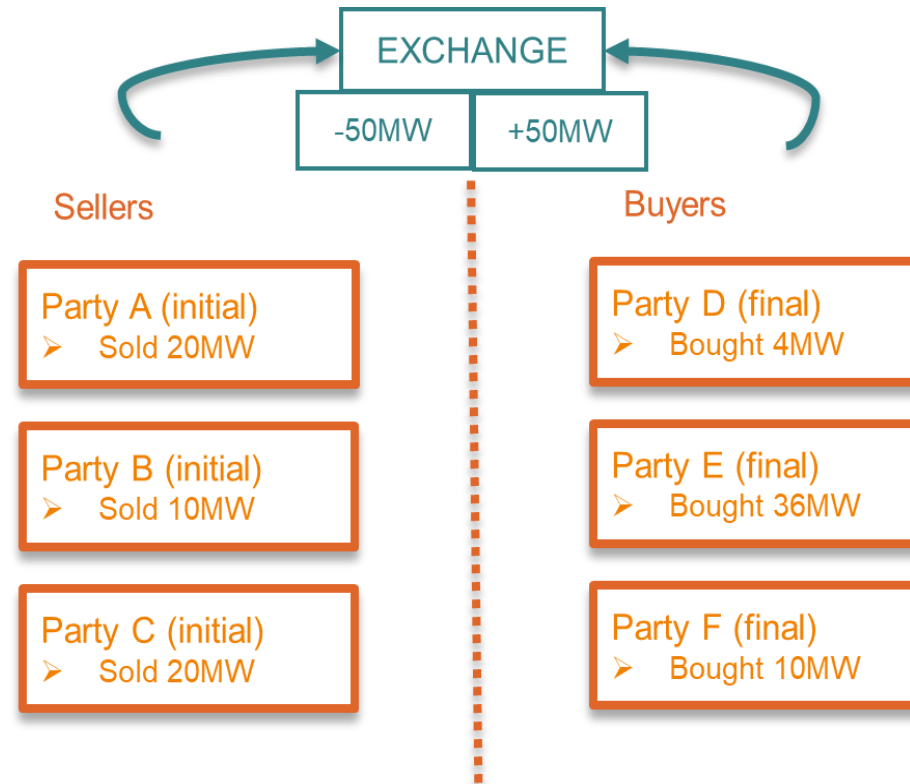 EXCHANGE
-50MW
+50MW
Sellers
Buyers
Party A (initial)
➢ Sold 20MW
Party B (initial)
➢ Sold 10MW
Party C (initial)
➢ Sold 20MW
Party D (final)
➢ Bought 4MW
Party E (final)
➢ Bought 36MW
Party F (final)
➢ Bought 10MW